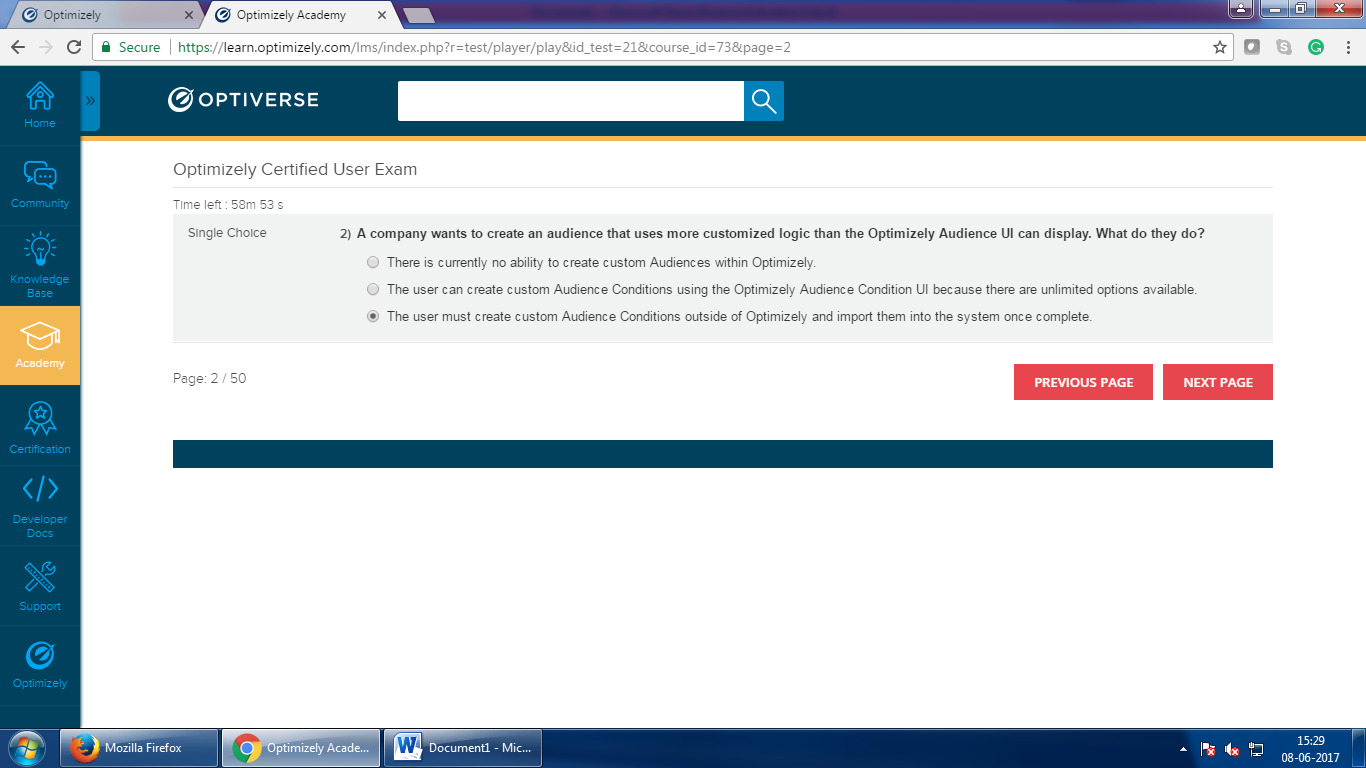 Optimizely
Optimizely Academy
Secure
https://learn.optimizely.com/lms/index.php?r=test/player/play&id_test=21&course_id=73&page=2
OPTIVERSE
Home
Community
Knowledge
Base
Academy
Certification
Developer
Docs
Support
Optimizely
Optimizely Certified User Exam
Time left : 58m 53 s
Single Choice
2) A company wants to create an audience that uses more customized logic than the Optimizely Audience UI can display. What do they do?
There is currently no ability to create custom Audiences within Optimizely.
The user can create custom Audience Conditions using the Optimizely Audience Condition UI because there are unlimited options available.
The user must create custom Audience Conditions outside of Optimizely and import them into the system once complete.
Page: 2 / 50
PREVIOUS PAGE
NEXT PAGE
Mozilla Firefox
Optimizely Acade...
Document1 - Mic...
15:29
08-06-2017